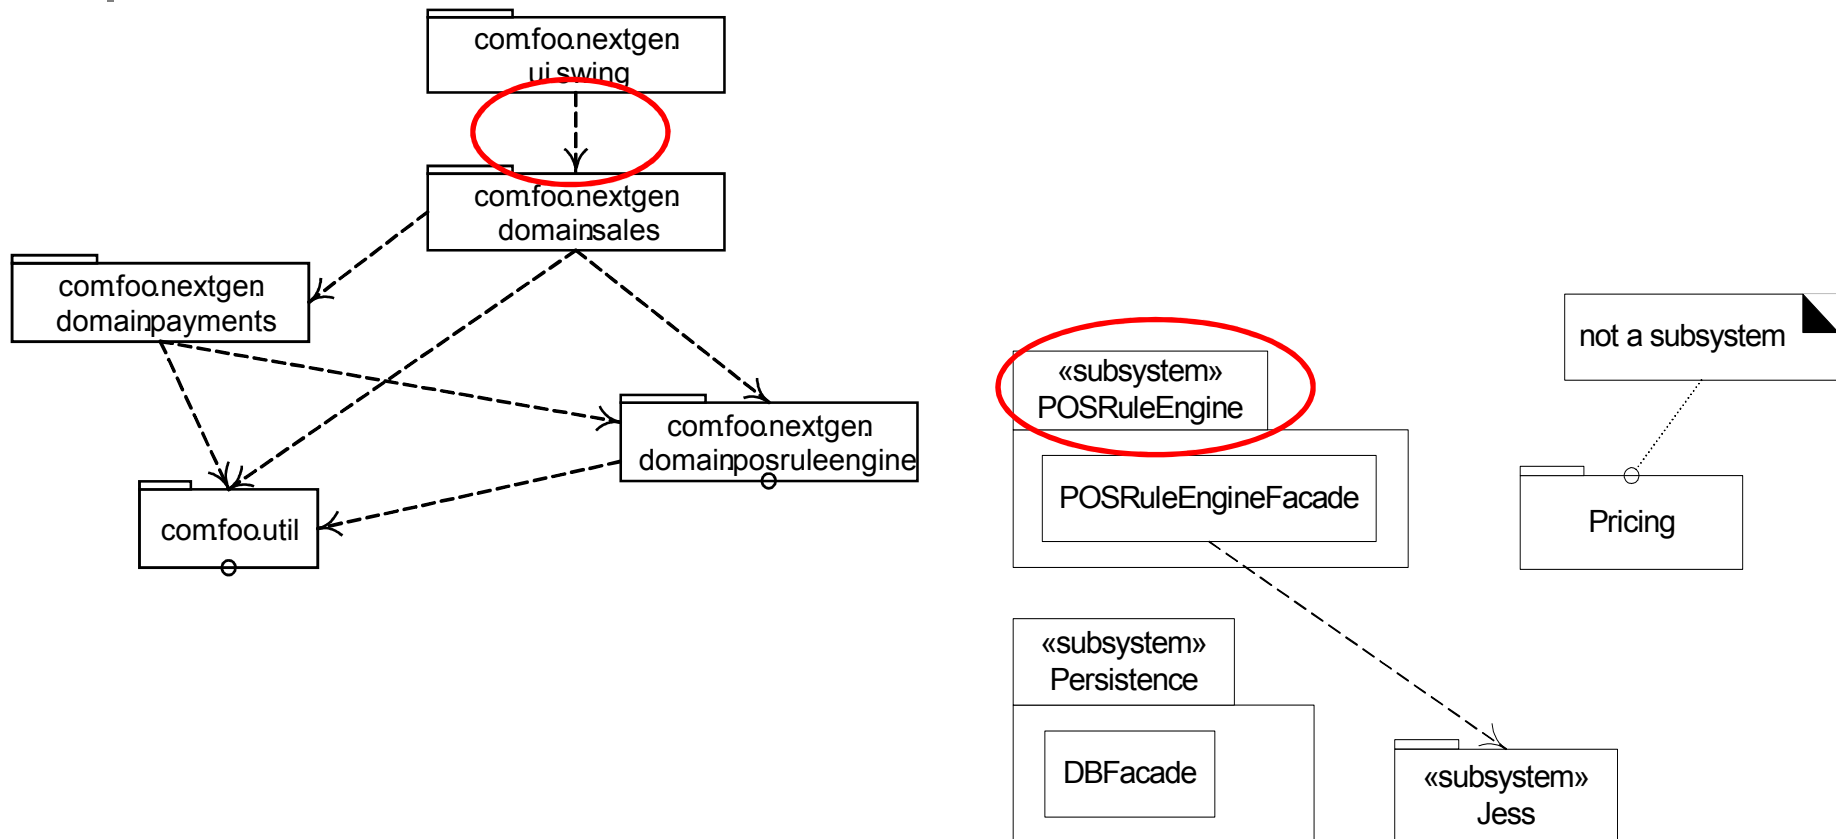 com.foo.nextgen.
ui.swing
com.foo.nextgen.
domain.sales
com.foo.nextgen.
domain.payments
com.foo.nextgen.
domain.posruleengine
com.foo.util
«subsystem»
POSRuleEngine
POSRuleEngineFacade
not a subsystem
Pricing
«subsystem»
Persistence
DBFacade
«subsystem»
Jess